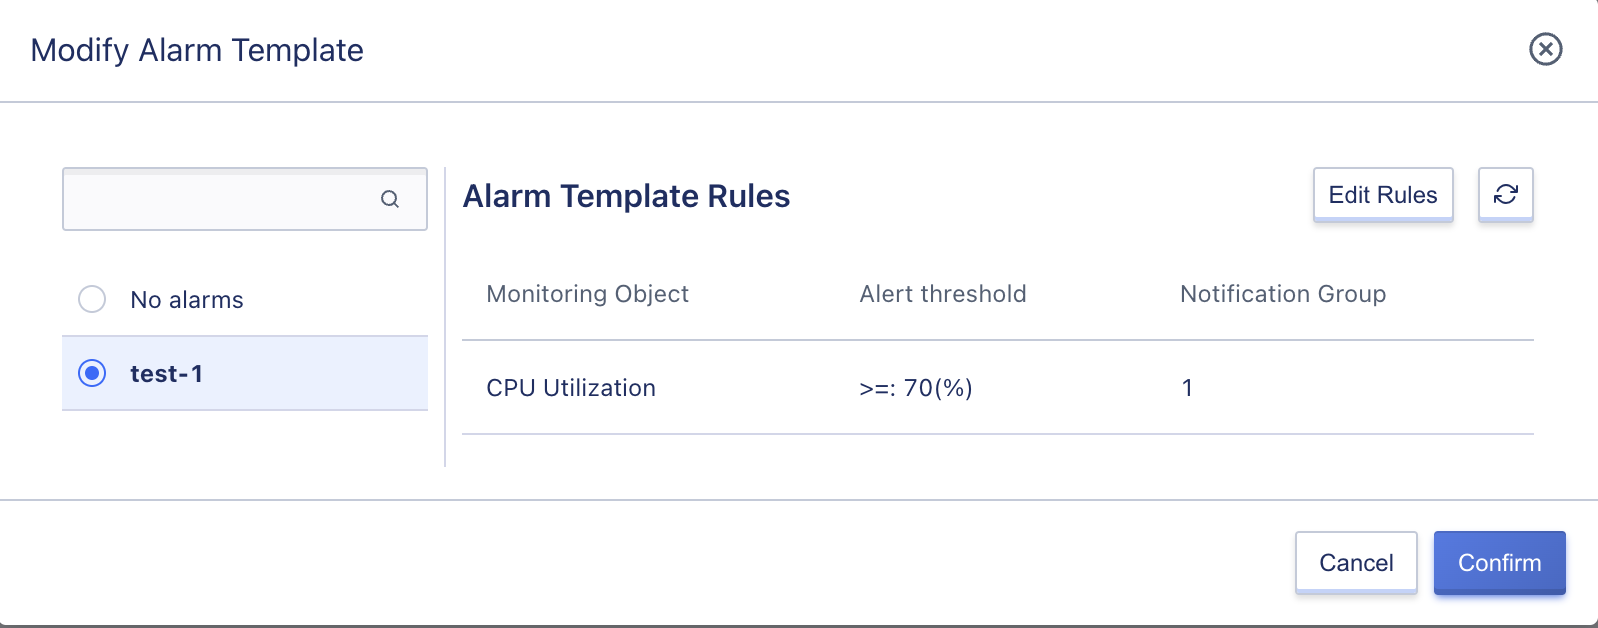 Modify Alarm Template
Alarm Template Rules
Edit Rules
No alarms
test-1
Monitoring Object Alert threshold Notification Group
CPU Utilization >=: 70(%) 1
Cancel Confirm